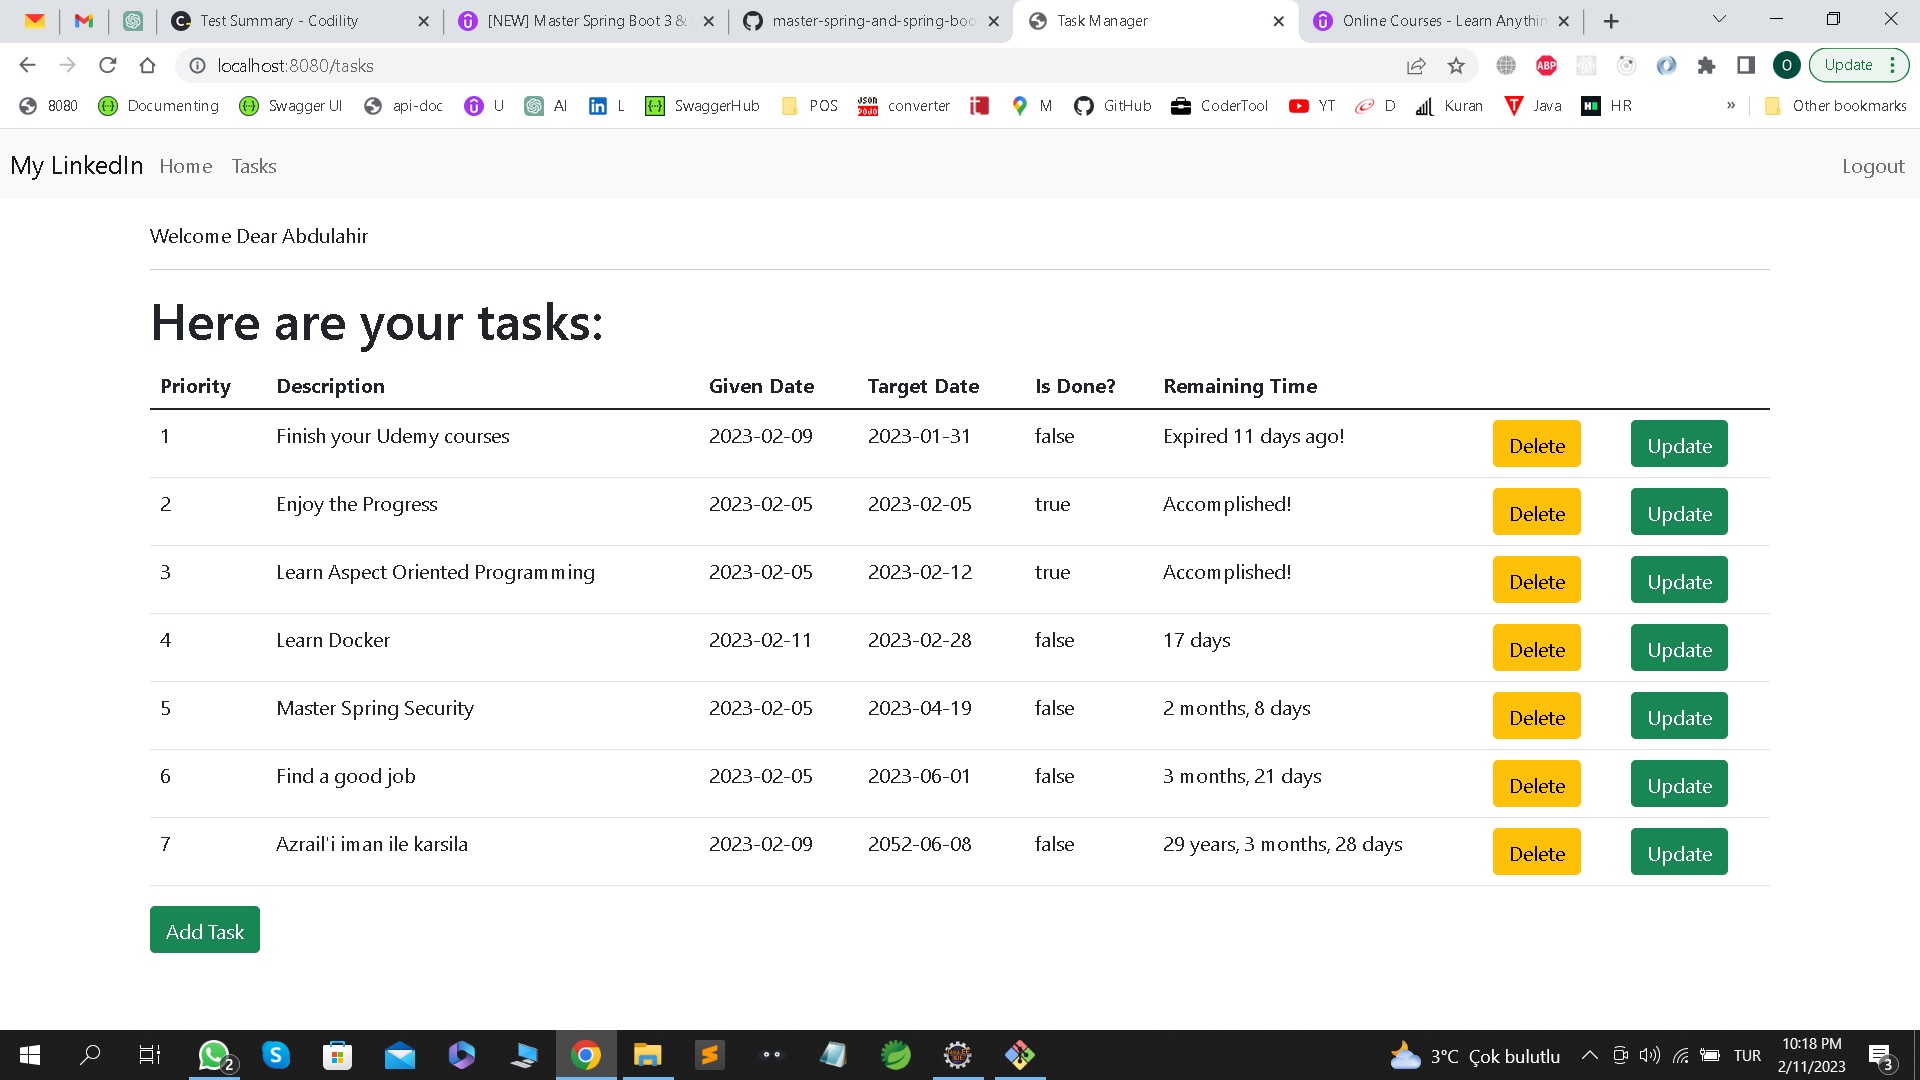 Test Summary - Codility
[NEW] Master Spring Boot 3 &
master-spring-and-spring-boo
Task Manager
Online Courses - Learn Anythin
localhost:8080/tasks
ABP
O
Update
8080 Documenting Swagger UI api-doc U AI L SwaggerHub POS converter M GitHub CoderTool YT D Kuran Java HR » Other bookmarks
My LinkedIn Home Tasks Logout
Welcome Dear Abdulahir
Here are your tasks:
Priority Description Given Date Target Date Is Done? Remaining Time
1 Finish your Udemy courses 2023-02-09 2023-01-31 false Expired 11 days ago! Delete Update
2 Enjoy the Progress 2023-02-05 2023-02-05 true Accomplished! Delete Update
3 Learn Aspect Oriented Programming 2023-02-05 2023-02-12 true Accomplished! Delete Update
4 Learn Docker 2023-02-11 2023-02-28 false 17 days Delete Update
5 Master Spring Security 2023-02-05 2023-04-19 false 2 months, 8 days Delete Update
6 Find a good job 2023-02-05 2023-06-01 false 3 months, 21 days Delete Update
7 Azrail'i iman ile karsila 2023-02-09 2052-06-08 false 29 years, 3 months, 28 days Delete Update
Add Task
2
3°C Çok bulutlu
TUR
10:18 PM
2/11/2023
3